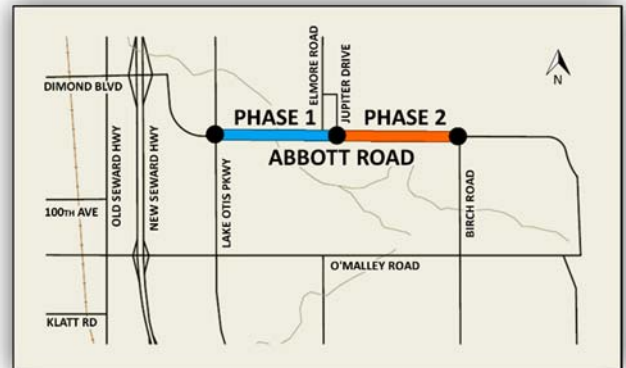 DIMOND BLVD
OLD SEWARD HWY
NEW SEWARD HWY
100TH AVE
KLATT RD
LAKE OTIS PKWY
PHASE 1
ELMORE ROAD
JUPITER DRIVE
PHASE 2
ABBOTT ROAD
BIRCH ROAD
O'MALLEY ROAD
N